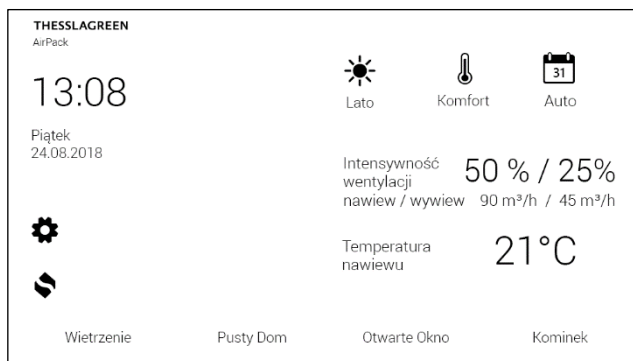 THESSLAGREEN
AirPack
13:08
Piątek
24.08.2018
31
Lato
Komfort
Auto
Intensywność
wentylacji
nawiew / wywiew
50 % / 25%
90 m³/h / 45 m³/h
Temperatura
nawiewu
21°C
Wietrzenie
Pusty Dom
Otwarte Okno
Kominek